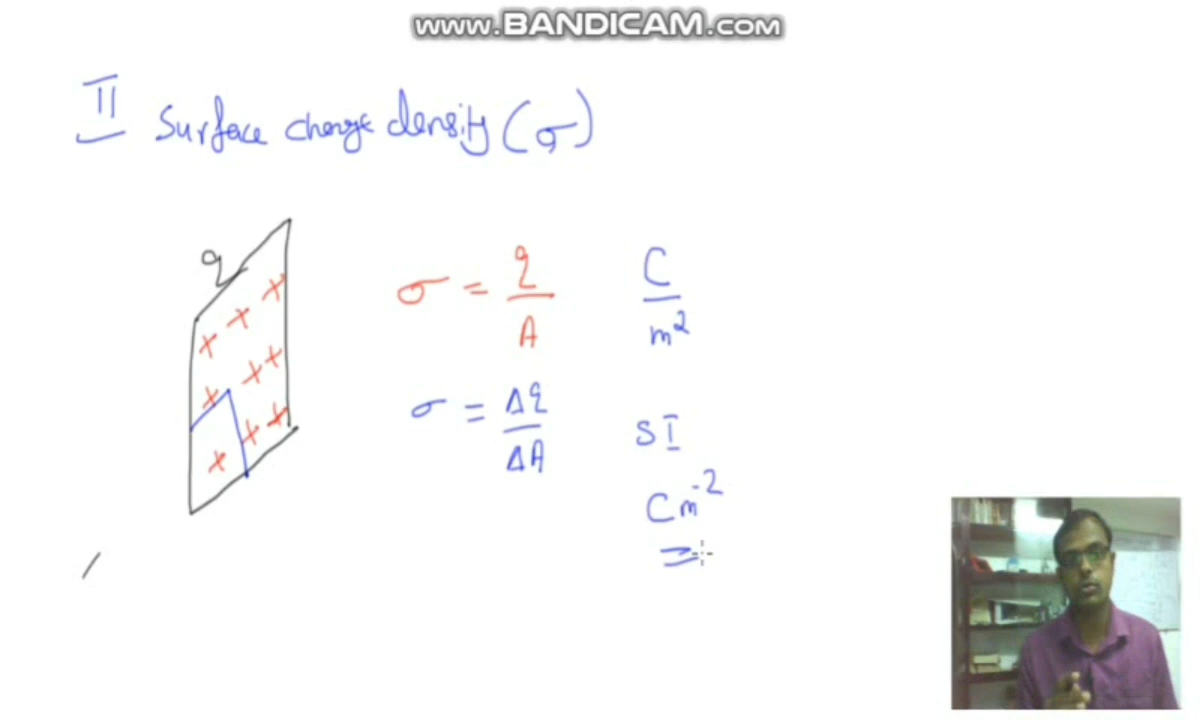 www.BANDICAM.com
II Surface charge density (σ)
q
σ = q/A
C/m²
σ = Δq/ΔA
SI
Cm⁻²